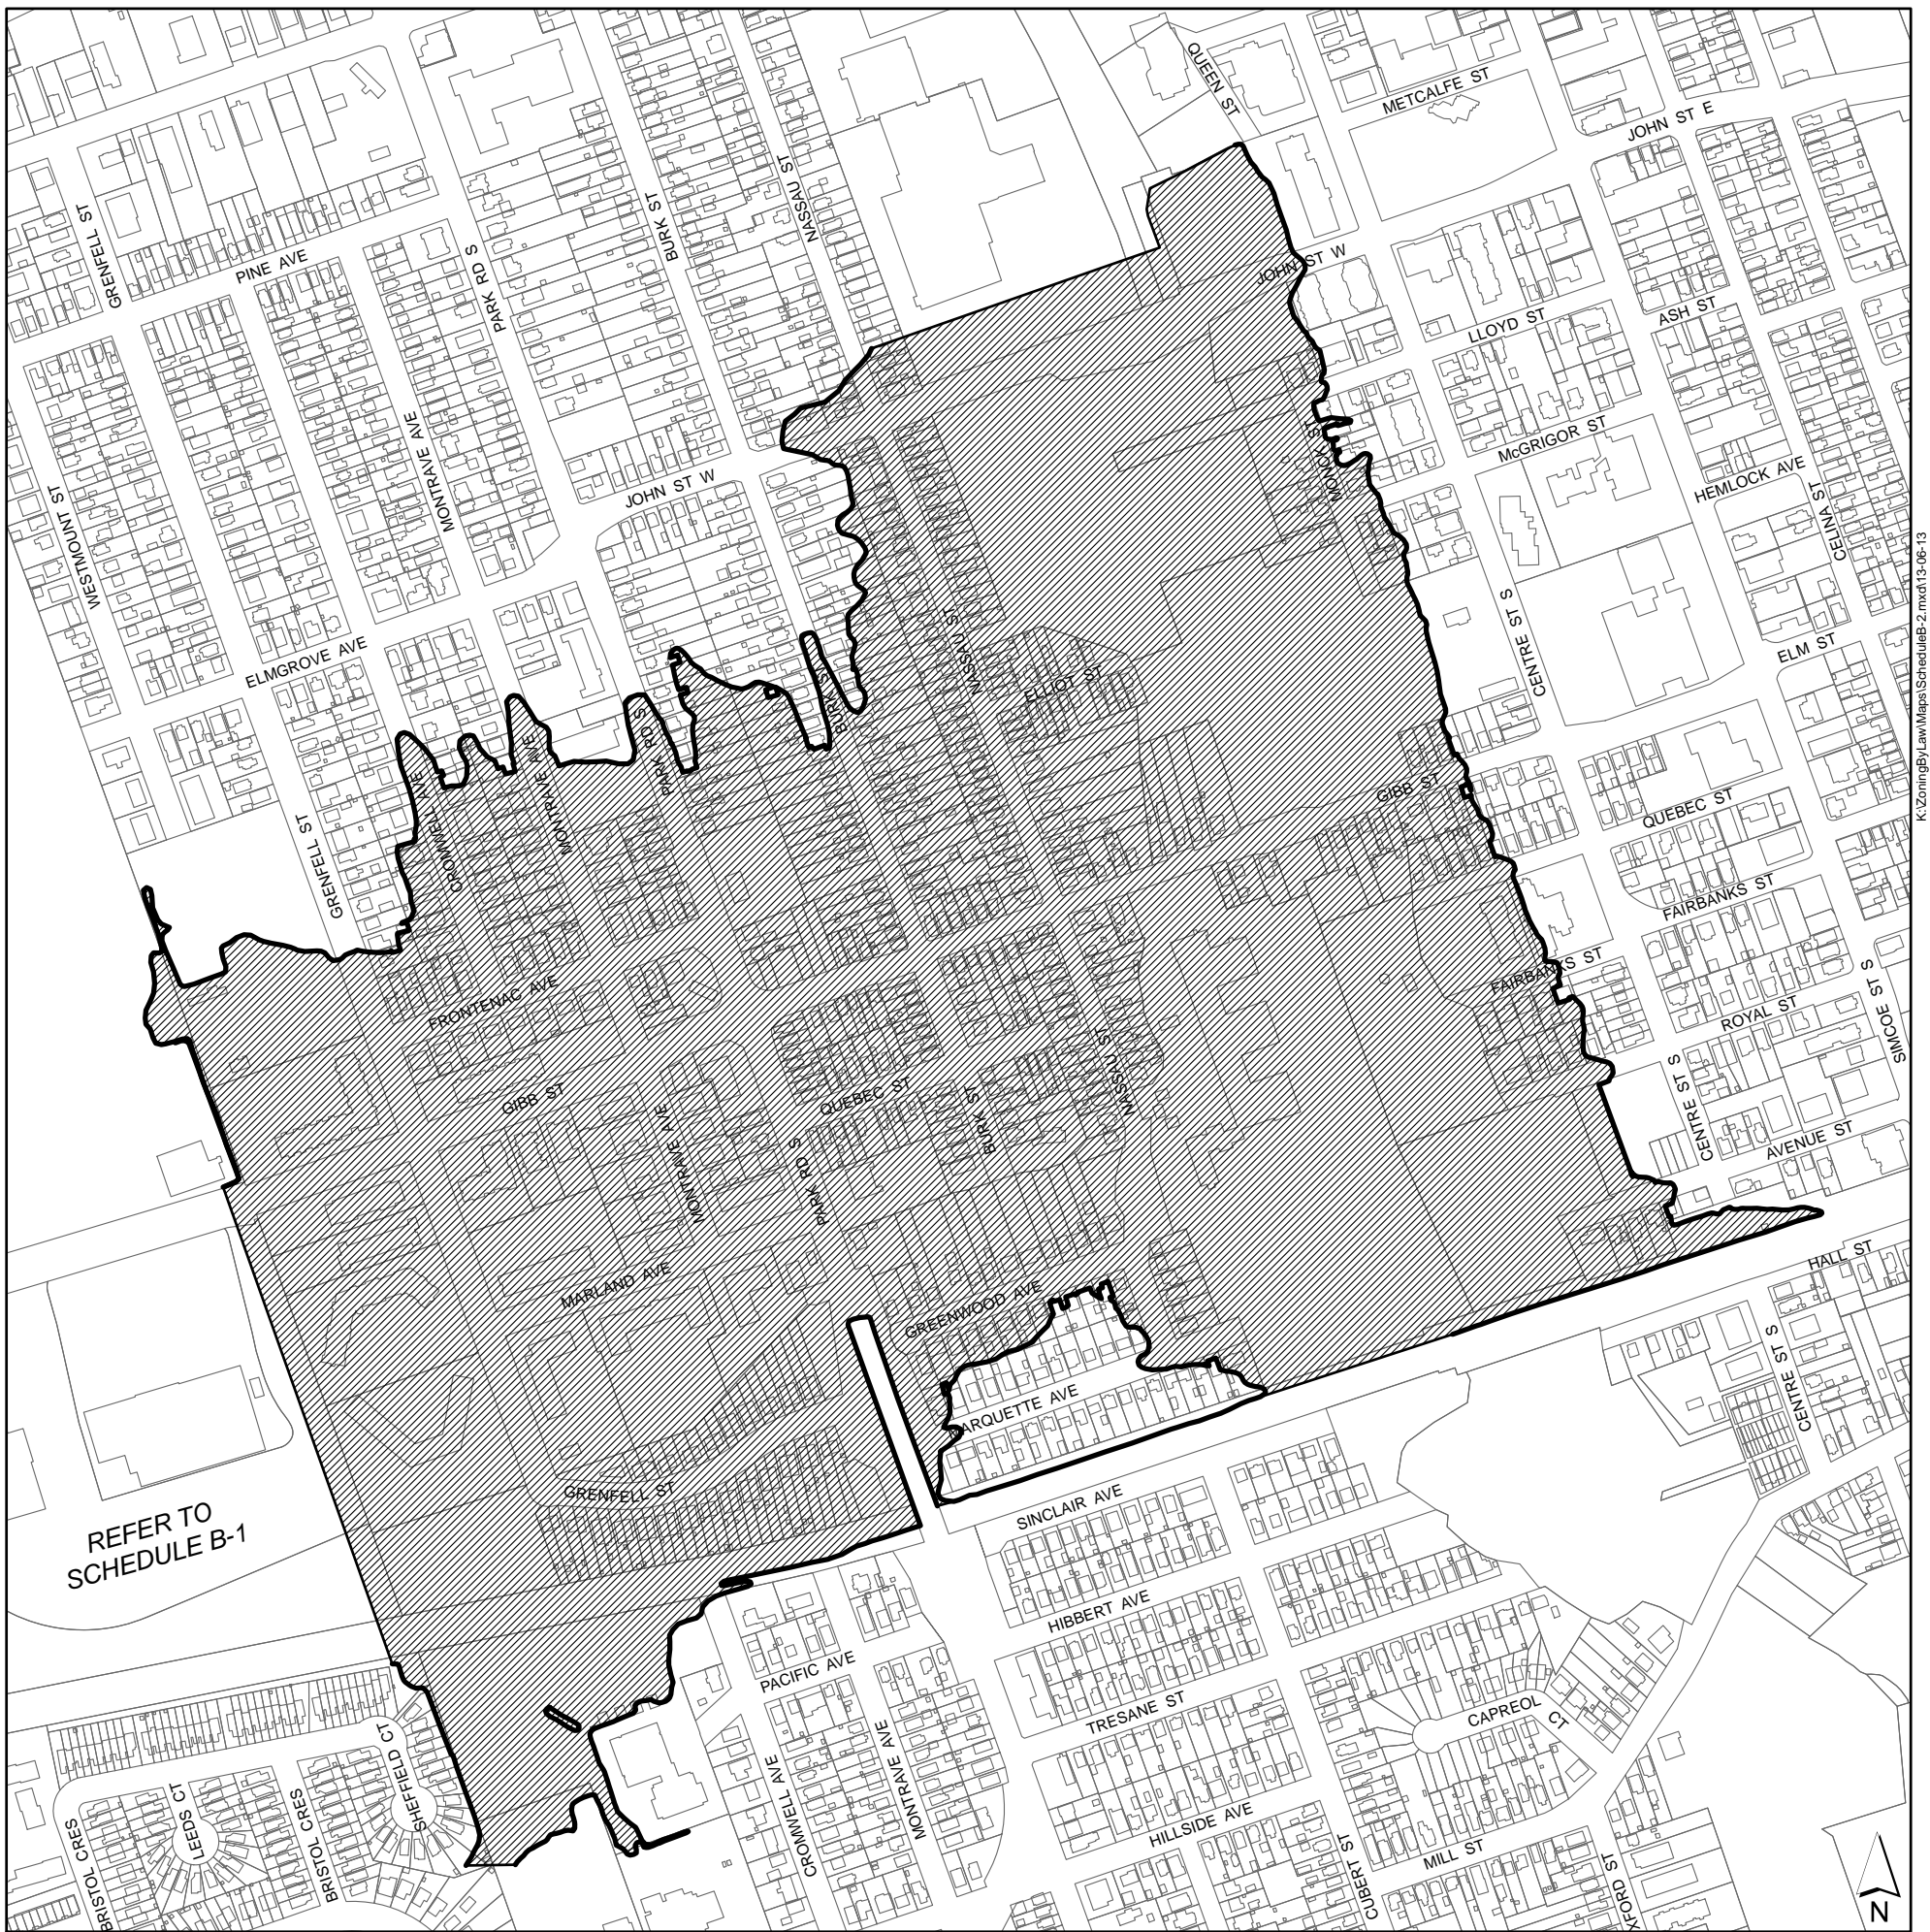 QUEEN ST
METCALFE ST
JOHN ST E
GRENFELL ST
PINE AVE
PARK RD S
BURK ST
NASSAU ST
JOHN ST W
LLOYD ST
ASH ST
WESTMOUNT ST
MONTRAVE AVE
JOHN ST W
MONCK ST
McGRIGOR ST
HEMLOCK AVE
CELINA ST
K:\ZoningByLaw\Maps\ScheduleB-2.mxd\13-06-13
ELMGROVE AVE
NASSAU ST
ELLIOT ST
CENTRE ST S
ELM ST
BURK ST
PARK RD S
CROMWELL AVE
MONTRAVE AVE
GRENFELL ST
GIBB ST
QUEBEC ST
FAIRBANKS ST
FRONTENAC AVE
FAIRBANKS ST
ROYAL ST
SIMCOE ST S
GIBB ST
QUEBEC ST
MONTRAVE AVE
PARK RD S
BURK ST
NASSAU ST
CENTRE ST S
AVENUE ST
MARLAND AVE
GREENWOOD AVE
HALL ST
MARQUETTE AVE
CENTRE ST S
GRENFELL ST
SINCLAIR AVE
REFER TO
SCHEDULE B-1
HIBBERT AVE
PACIFIC AVE
TRESANE ST
CAPREOL CT
SHEFFIELD CT
LEEDS CT
BRISTOL CRES
BRISTOL CRES
CROMWELL AVE
MONTRAVE AVE
HILLSIDE AVE
CUBERT ST
MILL ST
XFORD ST
N